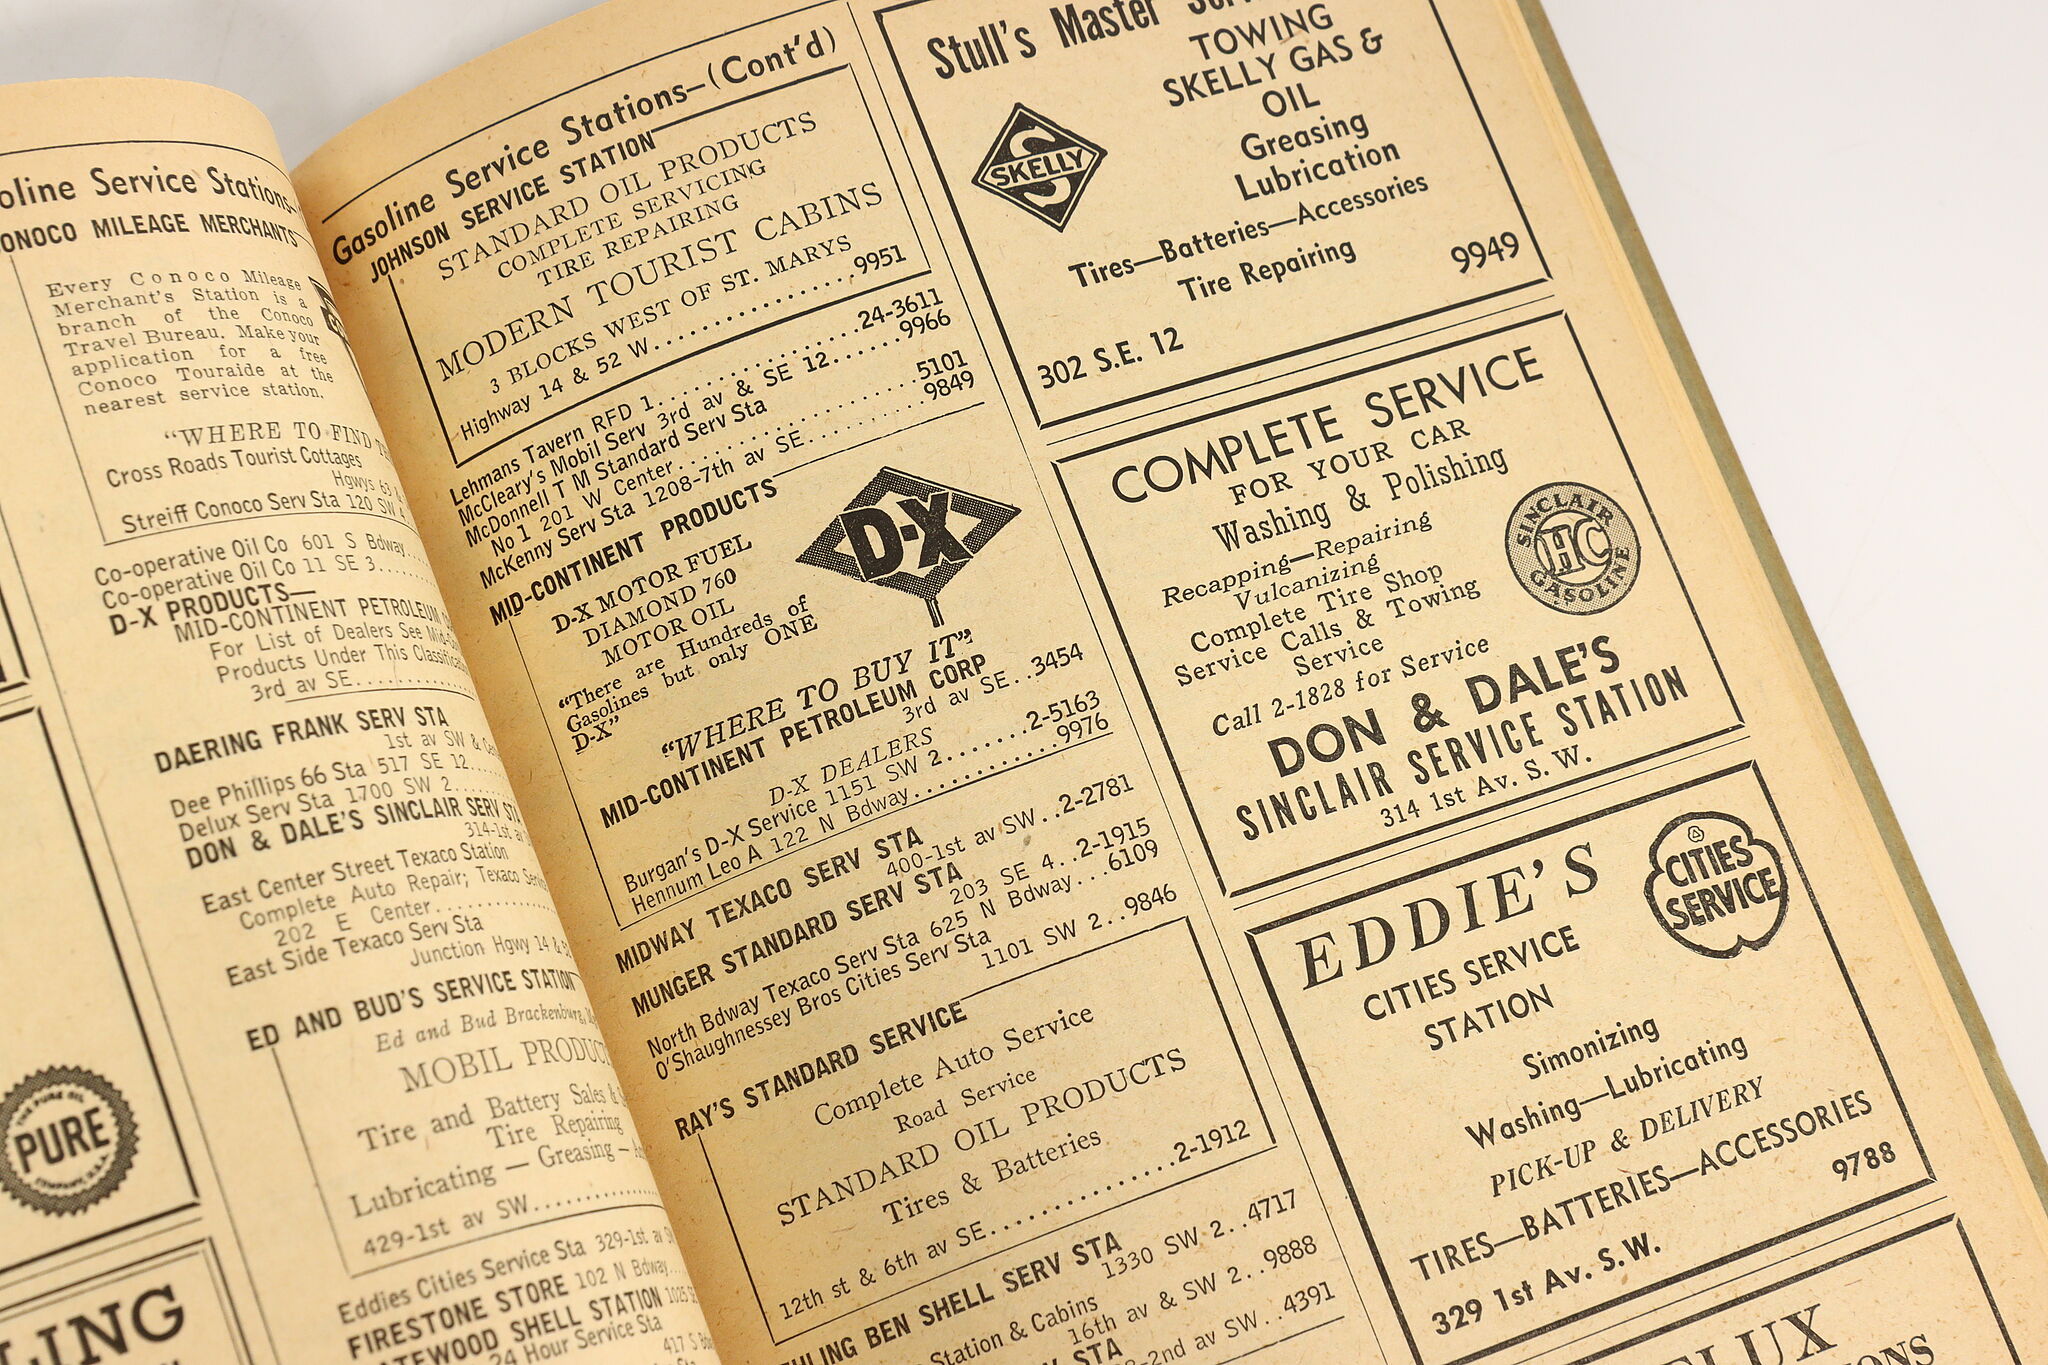 oline Service Stations—
ONOCO MILEAGE MERCHANTS
Every Conoco Mileage
Merchant's Station is a
branch of the Conoco
Travel Bureau. Make your
application for a free
Conoco Touraide at the
nearest service station.
"WHERE TO FIND
Cross Roads Tourist Cottages
Hgwys 63 &
Streiff Conoco Serv Sta 120 SW
Co-operative Oil Co 601 S Bdway....
Co-operative Oil Co 11 SE 3........
D-X PRODUCTS—
MID-CONTINENT PETROLEUM
For List of Dealers See Mid-
Products Under This Classifica
3rd av SE............
DAERING FRANK SERV STA
1st av SW &
Dee Phillips 66 Sta 517 SE 12....
Delux Serv Sta 1700 SW 2.....
DON & DALE'S SINCLAIR SERV STA
314-1st av
East Center Street Texaco Station
Complete Auto Repair; Texaco Servi
202 E Center..........
East Side Texaco Serv Sta
Junction Hgwy 14 &
ED AND BUD'S SERVICE STATION
Ed and Bud Brackenburg,
MOBIL PRODUC
Tire and Battery Sales &
Tire Repairing
Lubricating — Greasing —
429-1st av SW..........
Eddies Cities Service Sta 329-1st av
FIRESTONE STORE 102 N Bdway....
ATEWOOD SHELL STATION 1025
24 Hour Service Sta
417 S
THE PURE OIL
PURE
COMPANY, U.S.A.
LING
Gasoline Service Stations—(Cont'd)
JOHNSON SERVICE STATION
STANDARD OIL PRODUCTS
COMPLETE SERVICING
TIRE REPAIRING
MODERN TOURIST CABINS
3 BLOCKS WEST OF ST. MARYS
Highway 14 & 52 W....................9951
Lehmans Tavern RFD 1..................24-3611
McCleary's Mobil Serv 3rd av & SE 12......9966
McDonnell T M Standard Serv Sta
No 1 201 W Center....................5101
McKenny Serv Sta 1208-7th av SE..........9849
MID-CONTINENT PRODUCTS
D-X MOTOR FUEL
DIAMOND 760
MOTOR OIL
"There are Hundreds of
Gasolines but only ONE
D-X"
D-X
"WHERE TO BUY IT"
MID-CONTINENT PETROLEUM CORP
3rd av SE..3454
D-X DEALERS
Burgan's D-X Service 1151 SW 2.......2-5163
Hennum Leo A 122 N Bdway............9976
MIDWAY TEXACO SERV STA
400-1st av SW..2-2781
MUNGER STANDARD SERV STA
203 SE 4..2-1915
North Bdway Texaco Serv Sta 625 N Bdway...6109
O'Shaughnessey Bros Cities Serv Sta
1101 SW 2..9846
RAY'S STANDARD SERVICE
Complete Auto Service
Road Service
STANDARD OIL PRODUCTS
Tires & Batteries
12th st & 6th av SE...............2-1912
HLING BEN SHELL SERV STA
1330 SW 2..4717
Station & Cabins
16th av & SW 2..9888
STA
2nd av SW..4391
Stull's Master
TOWING
SKELLY GAS &
OIL
Greasing
Lubrication
Tires—Batteries—Accessories
Tire Repairing
SKELLY
302 S.E. 12
9949
COMPLETE SERVICE
FOR YOUR CAR
Washing & Polishing
Recapping—Repairing
Vulcanizing
Complete Tire Shop
Service Calls & Towing
Service
Call 2-1828 for Service
SINCLAIR
HC
GASOLINE
DON & DALE'S
SINCLAIR SERVICE STATION
314 1st Av. S. W.
EDDIE'S
CITIES SERVICE
STATION
CITIES
SERVICE
Simonizing
Washing—Lubricating
PICK-UP & DELIVERY
TIRES—BATTERIES—ACCESSORIES
329 1st Av. S. W.
9788
LUX
ONS